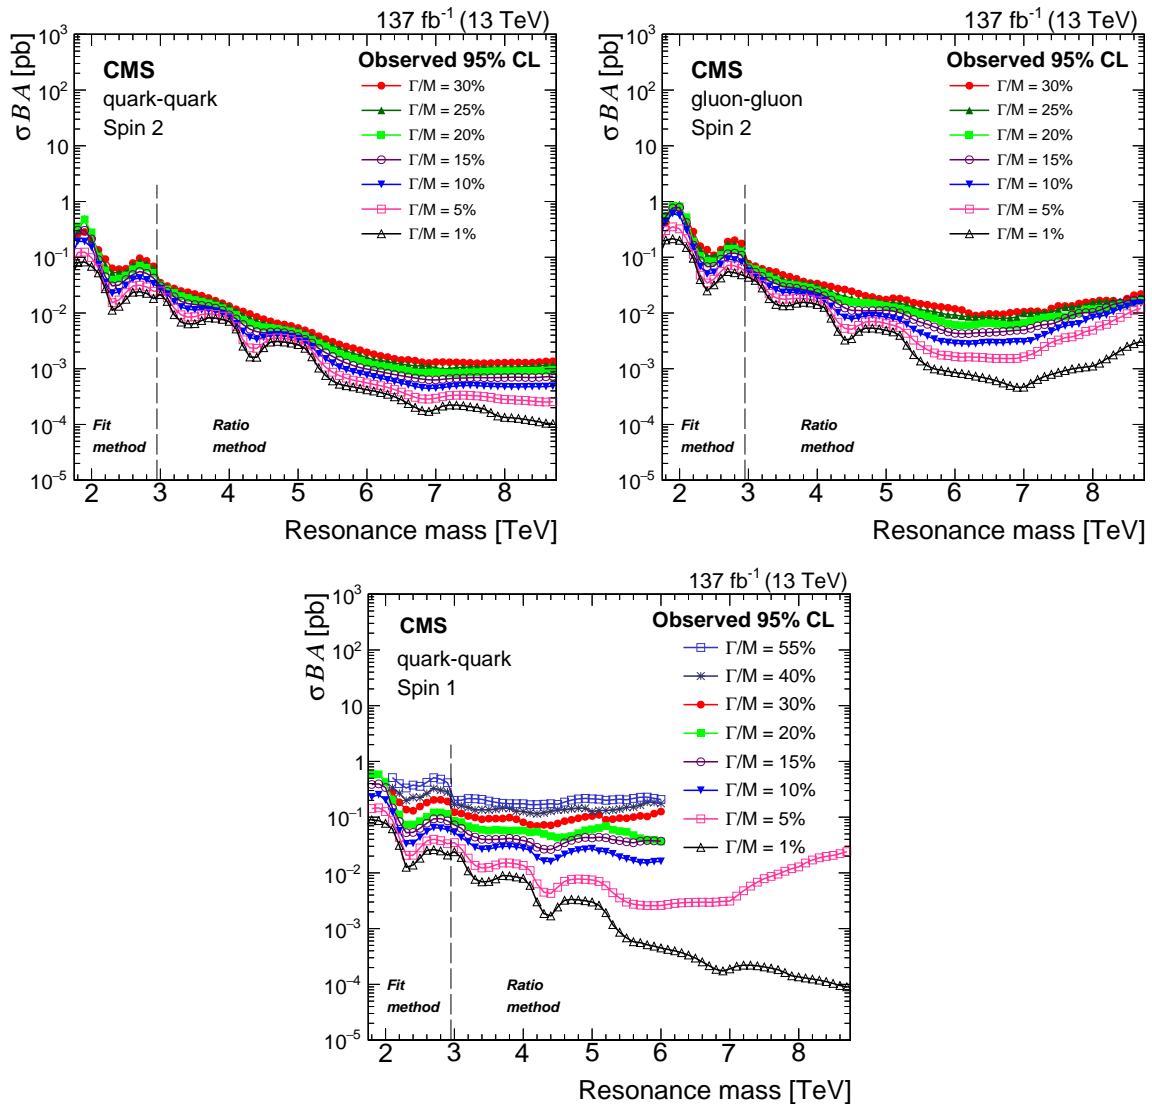 137 fb⁻¹ (13 TeV)
σBA [pb]
10³
10²
10
1
10⁻¹
10⁻²
10⁻³
10⁻⁴
10⁻⁵
CMS
quark-quark
Spin 2
Observed 95% CL
Γ/M = 30%
Γ/M = 25%
Γ/M = 20%
Γ/M = 15%
Γ/M = 10%
Γ/M = 5%
Γ/M = 1%
Fit
method
Ratio
method
2 3 4 5 6 7 8
Resonance mass [TeV]
137 fb⁻¹ (13 TeV)
σBA [pb]
10³
10²
10
1
10⁻¹
10⁻²
10⁻³
10⁻⁴
10⁻⁵
CMS
gluon-gluon
Spin 2
Observed 95% CL
Γ/M = 30%
Γ/M = 25%
Γ/M = 20%
Γ/M = 15%
Γ/M = 10%
Γ/M = 5%
Γ/M = 1%
Fit
method
Ratio
method
2 3 4 5 6 7 8
Resonance mass [TeV]
137 fb⁻¹ (13 TeV)
σBA [pb]
10³
10²
10
1
10⁻¹
10⁻²
10⁻³
10⁻⁴
10⁻⁵
CMS
quark-quark
Spin 1
Observed 95% CL
Γ/M = 55%
Γ/M = 40%
Γ/M = 30%
Γ/M = 20%
Γ/M = 15%
Γ/M = 10%
Γ/M = 5%
Γ/M = 1%
Fit
method
Ratio
method
2 3 4 5 6 7 8
Resonance mass [TeV]